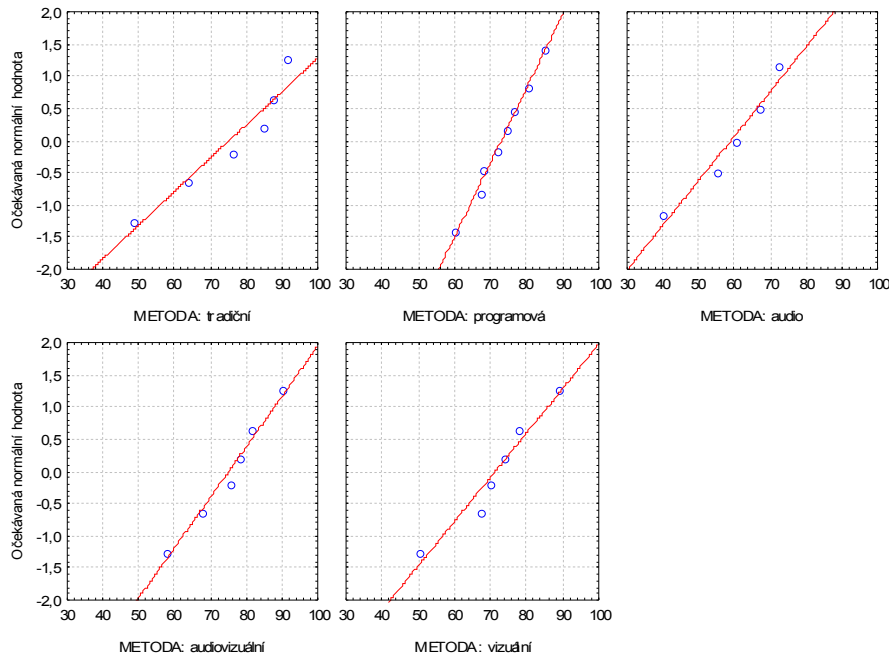 Očekávaná normální hodnota
2,0
1,5
1,0
0,5
0,0
-0,5
-1,0
-1,5
-2,0
30 40 50 60 70 80 90 100
METODA: tradiční
30 40 50 60 70 80 90 100
METODA: programová
30 40 50 60 70 80 90 100
METODA: audio
Očekávaná normální hodnota
2,0
1,5
1,0
0,5
0,0
-0,5
-1,0
-1,5
-2,0
30 40 50 60 70 80 90 100
METODA: audiovizuální
30 40 50 60 70 80 90 100
METODA: vizuální